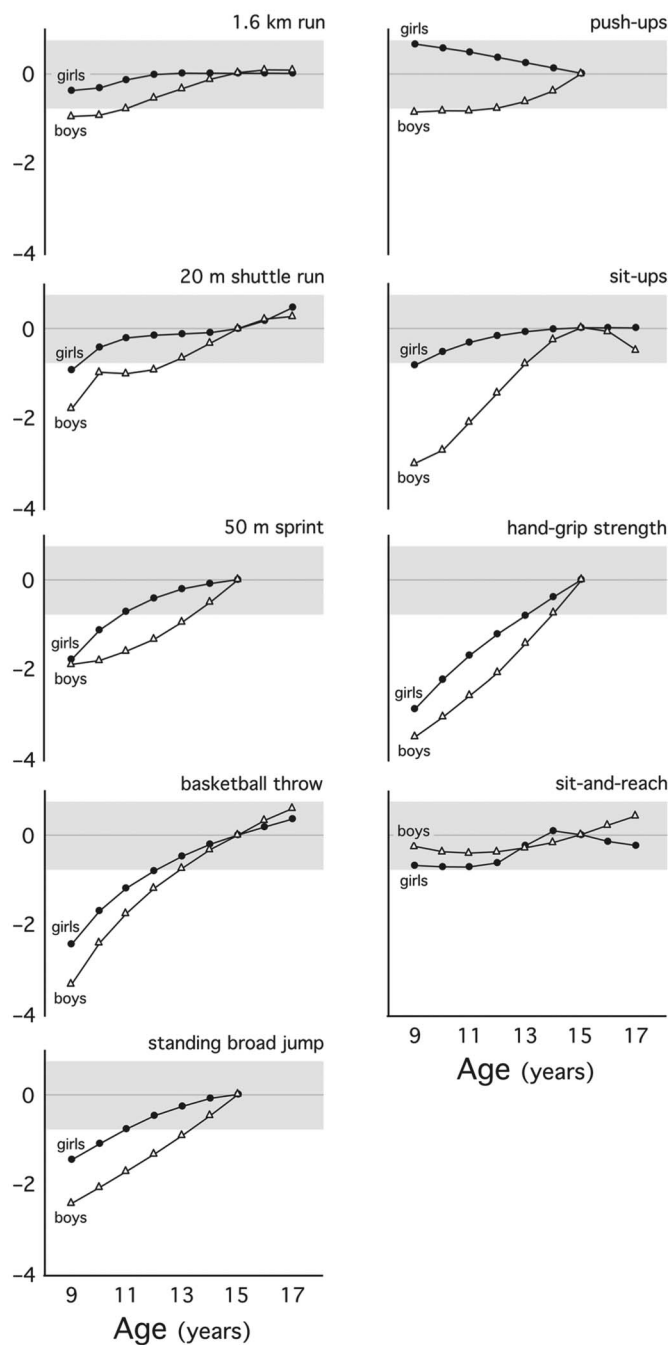 1.6 km run
0
–2
–4
girls
boys
push-ups
girls
boys
20 m shuttle run
0
–2
–4
girls
boys
sit-ups
girls
boys
50 m sprint
0
–2
–4
girls
boys
hand-grip strength
girls
boys
basketball throw
0
–2
–4
girls
boys
sit-and-reach
boys
girls
9 11 13 15 17
Age (years)
standing broad jump
0
–2
–4
girls
boys
9 11 13 15 17
Age (years)